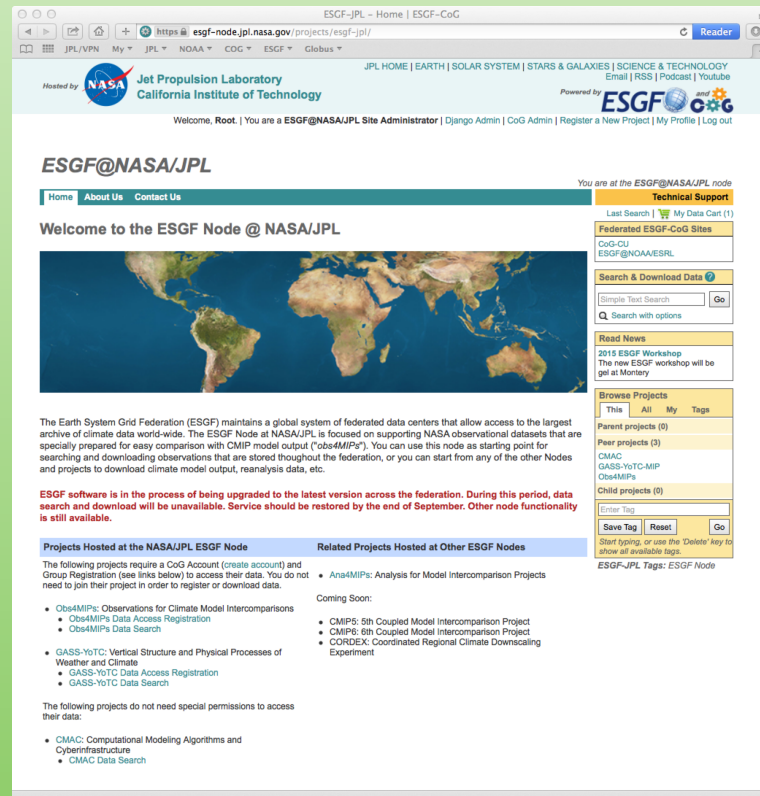 ESGF-JPL - Home | ESGF-CoG
https esgf-node.jpl.nasa.gov/projects/esgf-jpl/ Reader
JPL/VPN My JPL NOAA COG ESGF Globus
JPL HOME | EARTH | SOLAR SYSTEM | STARS & GALAXIES | SCIENCE & TECHNOLOGY
Email | RSS | Podcast | Youtube
Hosted by NASA Jet Propulsion Laboratory
California Institute of Technology
Powered by ESGF and COG
Welcome, Root. | You are a ESGF@NASA/JPL Site Administrator | Django Admin | CoG Admin | Register a New Project | My Profile | Log out
ESGF@NASA/JPL
You are at the ESGF@NASA/JPL node
Home About Us Contact Us
Technical Support
Last Search | My Data Cart (1)
Welcome to the ESGF Node @ NASA/JPL
The Earth System Grid Federation (ESGF) maintains a global system of federated data centers that allow access to the largest
archive of climate data world-wide. The ESGF Node at NASA/JPL is focused on supporting NASA observational datasets that are
specially prepared for easy comparison with CMIP model output ("obs4MIPs"). You can use this node as starting point for
searching and downloading observations that are stored thoughout the federation, or you can start from any of the other Nodes
and projects to download climate model output, reanalysis data, etc.
ESGF software is in the process of being upgraded to the latest version across the federation. During this period, data
search and download will be unavailable. Service should be restored by the end of September. Other node functionality
is still available.
Projects Hosted at the NASA/JPL ESGF Node
The following projects require a CoG Account (create account) and
Group Registration (see links below) to access their data. You do not
need to join their project in order to register or download data.
Obs4MIPs: Observations for Climate Model Intercomparisons
Obs4MIPs Data Access Registration
Obs4MIPs Data Search
GASS-YoTC: Vertical Structure and Physical Processes of
Weather and Climate
GASS-YoTC Data Access Registration
GASS-YoTC Data Search
The following projects do not need special permissions to access
their data:
CMAC: Computational Modeling Algorithms and
Cyberinfrastructure
CMAC Data Search
Related Projects Hosted at Other ESGF Nodes
Ana4MIPs: Analysis for Model Intercomparison Projects
Coming Soon:
CMIP5: 5th Coupled Model Intercomparison Project
CMIP6: 6th Coupled Model Intercomparison Project
CORDEX: Coordinated Regional Climate Downscaling
Experiment
Federated ESGF-CoG Sites
CoG-CU
ESGF@NOAA/ESRL
Search & Download Data ?
Simple Text Search Go
Search with options
Read News
2015 ESGF Workshop
The new ESGF workshop will be
gel at Montery
Browse Projects
This All My Tags
Parent projects (0)
Peer projects (3)
CMAC
GASS-YoTC-MIP
Obs4MIPs
Child projects (0)
Enter Tag
Save Tag Reset Go
Start typing, or use the 'Delete' key to
show all available tags.
ESGF-JPL Tags: ESGF Node